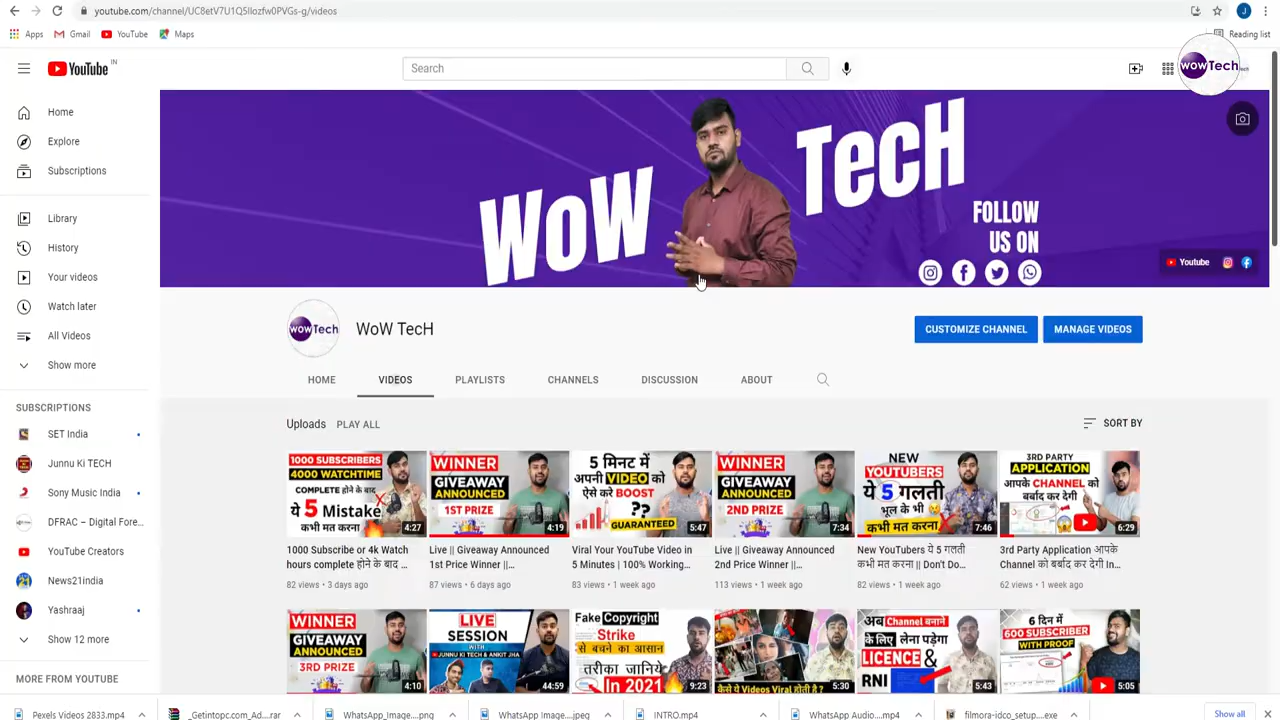 youtube.com/channel/UC8etV7U1Q5Ilozfw0PVGs-g/videos
Apps
Gmail
YouTube
Maps
Reading list
YouTube IN
Search
wowTech
Home
Explore
Subscriptions
Library
History
Your videos
Watch later
All Videos
Show more
SUBSCRIPTIONS
SET India
Junnu Ki TECH
Sony Music India
DFRAC – Digital Fore...
YouTube Creators
News21india
Yashraaj
Show 12 more
MORE FROM YOUTUBE
WoW TecH
FOLLOW
US ON
Youtube
wowTech
WoW TecH
CUSTOMIZE CHANNEL
MANAGE VIDEOS
HOME
VIDEOS
PLAYLISTS
CHANNELS
DISCUSSION
ABOUT
Uploads
PLAY ALL
SORT BY
1000 SUBSCRIBERS
4000 WATCHTIME
COMPLETE होने के बाद
ये 5 Mistake
कभी मत करना
4:27
1000 Subscribe or 4k Watch
hours complete होने के बाद ...
82 views • 3 days ago
WINNER
GIVEAWAY
ANNOUNCED
1ST PRIZE
4:19
Live || Giveaway Announced
1st Price Winner ||...
87 views • 6 days ago
5 मिनट में
अपनी VIDEO को
ऐसे करे BOOST
??
GUARANTEED
5:47
Viral Your YouTube Video in
5 Minutes | 100% Working...
83 views • 1 week ago
WINNER
GIVEAWAY
ANNOUNCED
2ND PRIZE
7:34
Live || Giveaway Announced
2nd Price Winner ||...
113 views • 1 week ago
NEW
YOUTUBERS
ये 5 गलती
भूल के भी
कभी मत करना
7:46
New YouTubers ये 5 गलती
कभी मत करना || Don't Do...
82 views • 1 week ago
3RD PARTY
APPLICATION
आपके CHANNEL को
बर्बाद कर देगी
6:29
3rd Party Application आपके
Channel को बर्बाद कर देगी In...
62 views • 1 week ago
WINNER
GIVEAWAY
ANNOUNCED
3RD PRIZE
4:10
LIVE
SESSION
WITH
JUNNU KI TECH & ANKIT JHA
44:59
Fake Copyright
Strike
से बचने का आसान
तरीका जानिये
In 2021
9:23
कैसे ये Videos Viral होती है ?
5:30
अब Channel बनाने
के लिए लेना पड़ेगा
LICENCE &
RNI
5:43
6 दिन में
600 SUBSCRIBER
WITH PROOF
5:05
Pexels Videos 2833.mp4
_Getintopc.com_Ad....rar
WhatsApp_Image....png
WhatsApp Image....jpeg
INTRO.mp4
WhatsApp Audio....mp4
filmora-idco_setup....exe
Show all